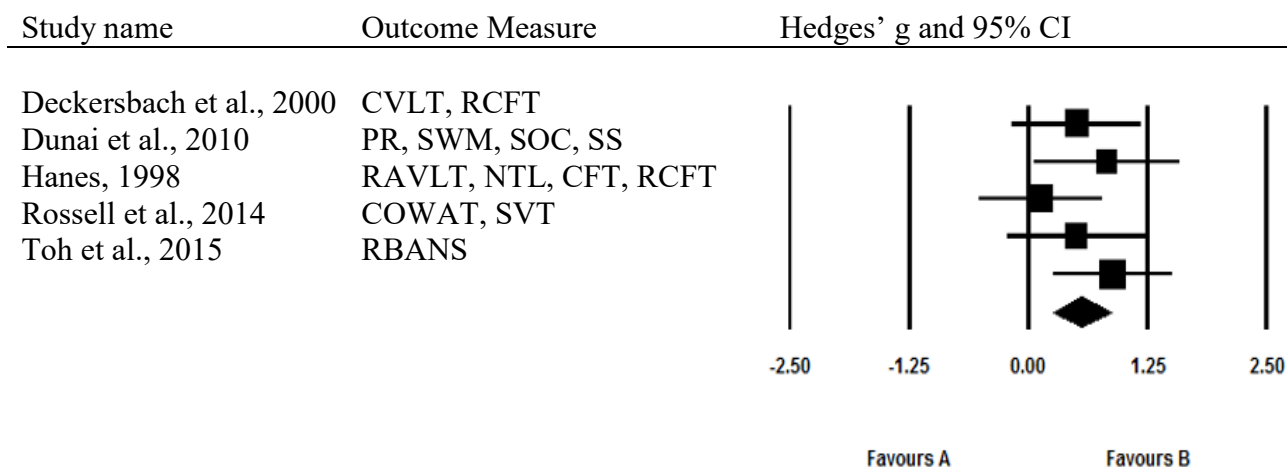 Study name Outcome Measure Hedges’ g and 95% CI
Deckersbach et al., 2000 CVLT, RCFT
Dunai et al., 2010 PR, SWM, SOC, SS
Hanes, 1998 RAVLT, NTL, CFT, RCFT
Rossell et al., 2014 COWAT, SVT
Toh et al., 2015 RBANS
-2.50 -1.25 0.00 1.25 2.50
Favours A Favours B